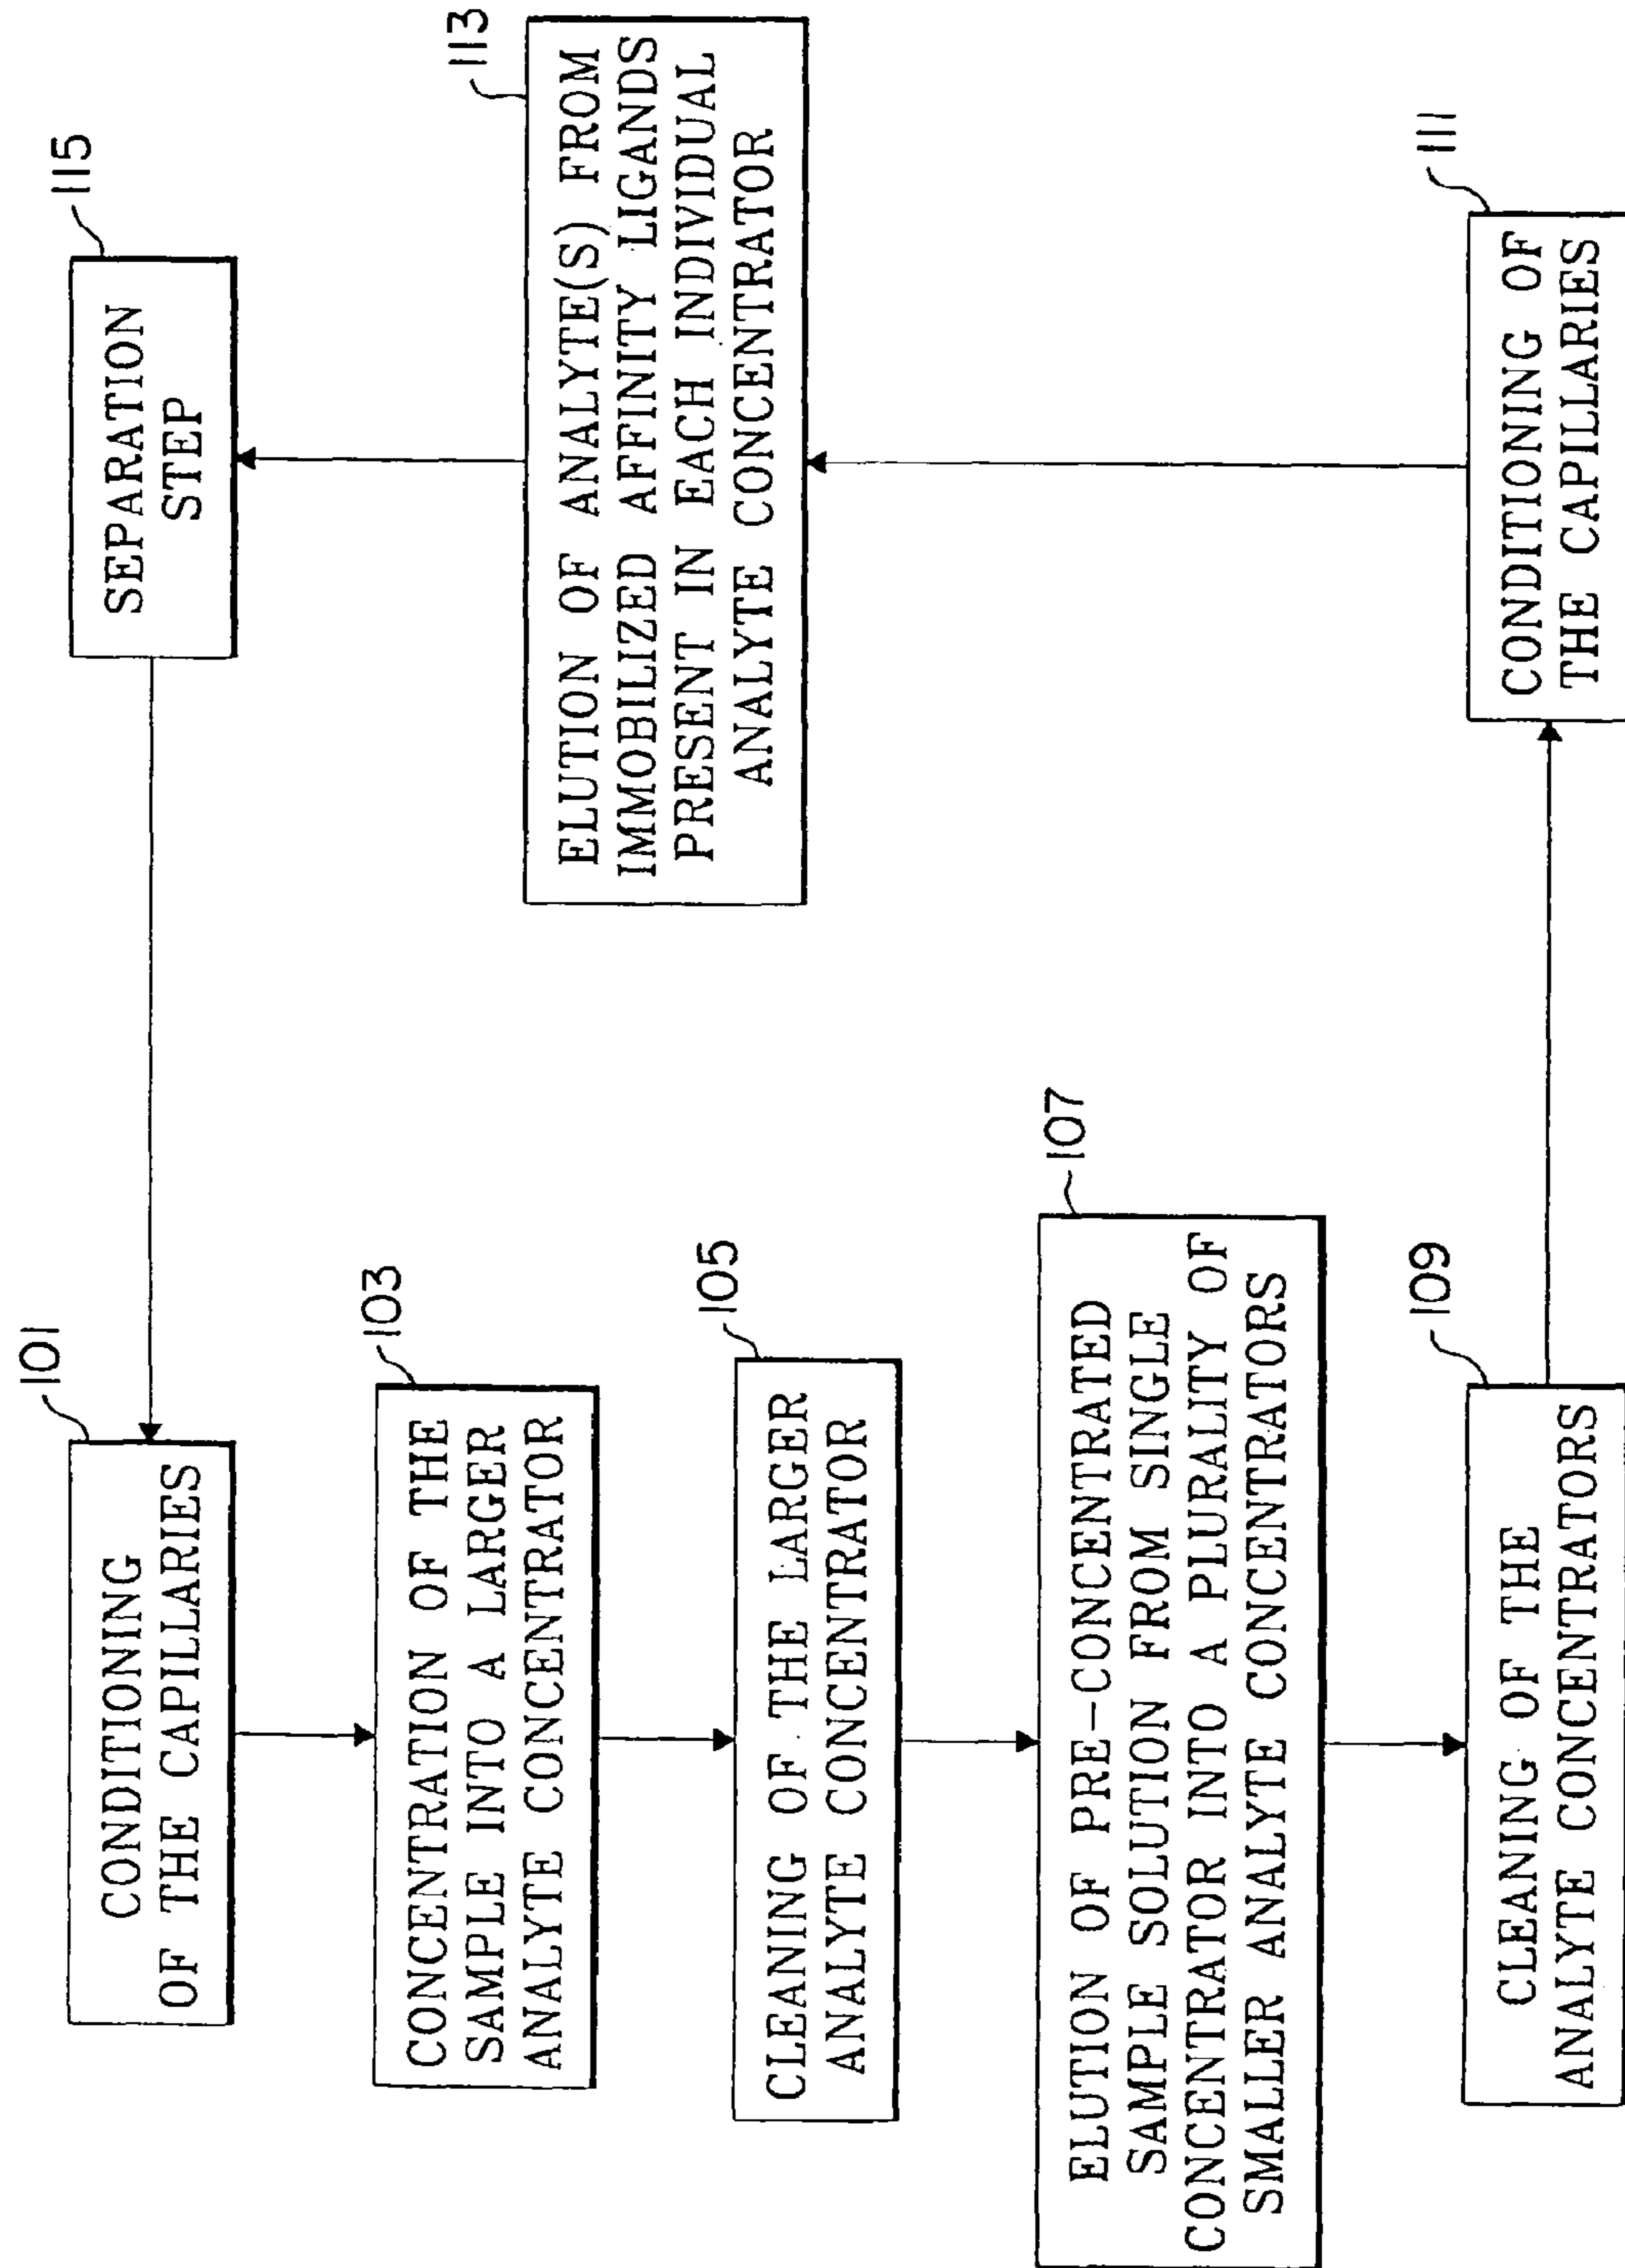 101
CONDITIONING
OF THE CAPILLARIES
103
CONCENTRATION OF THE
SAMPLE INTO A LARGER
ANALYTE CONCENTRATOR
105
CLEANING OF THE LARGER
ANALYTE CONCENTRATOR
107
ELUTION OF PRE-CONCENTRATED
SAMPLE SOLUTION FROM SINGLE
CONCENTRATOR INTO A PLURALITY OF
SMALLER ANALYTE CONCENTRATORS
109
CLEANING OF THE
ANALYTE CONCENTRATORS
111
CONDITIONING OF
THE CAPILLARIES
113
ELUTION OF ANALYTE(S) FROM
IMMOBILIZED AFFINITY LIGANDS
PRESENT IN EACH INDIVIDUAL
ANALYTE CONCENTRATOR
115
SEPARATION
STEP